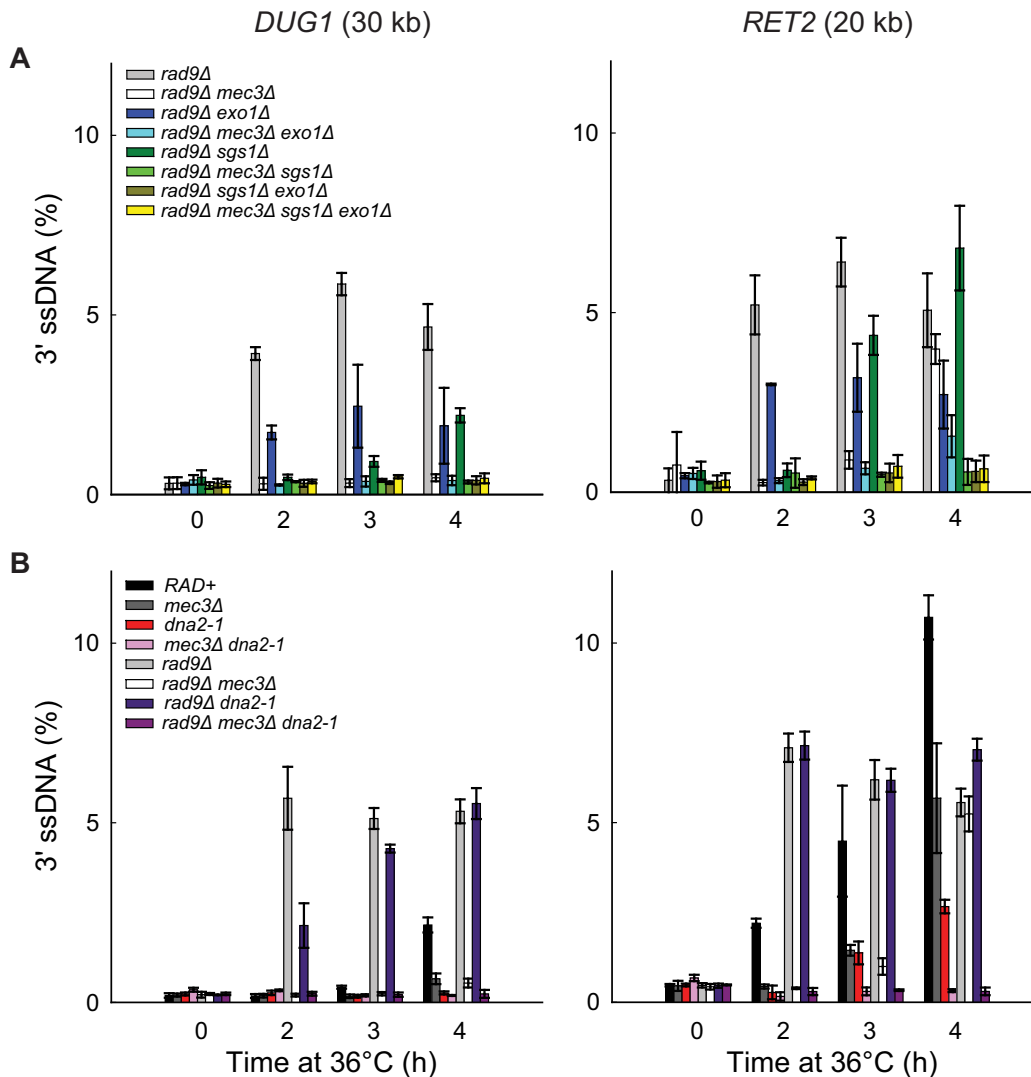 DUG1 (30 kb)
RET2 (20 kb)
A
rad9Δ
rad9Δ mec3Δ
rad9Δ exo1Δ
rad9Δ mec3Δ exo1Δ
rad9Δ sgs1Δ
rad9Δ mec3Δ sgs1Δ
rad9Δ sgs1Δ exo1Δ
rad9Δ mec3Δ sgs1Δ exo1Δ
3' ssDNA (%)
10
5
0
0 2 3 4
10
5
0
0 2 3 4
B
RAD+
mec3Δ
dna2-1
mec3Δ dna2-1
rad9Δ
rad9Δ mec3Δ
rad9Δ dna2-1
rad9Δ mec3Δ dna2-1
3' ssDNA (%)
10
5
0
0 2 3 4
Time at 36°C (h)
10
5
0
0 2 3 4
Time at 36°C (h)